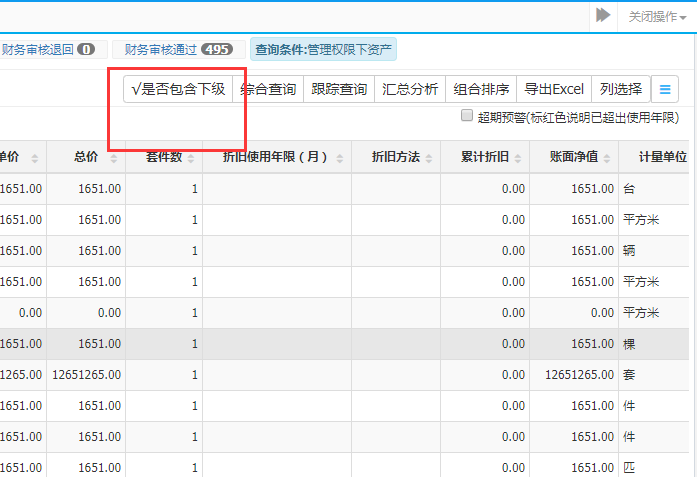 关闭操作
财务审核退回 0 财务审核通过 495 查询条件:管理权限下资产
√是否包含下级 综合查询 跟踪查询 汇总分析 组合排序 导出Excel 列选择
超期预警(标红色说明已超出使用年限)
单价 总价 套件数 折旧使用年限（月） 折旧方法 累计折旧 账面净值 计量单位
1651.00 1651.00 1 0.00 1651.00 台
1651.00 1651.00 1 0.00 1651.00 平方米
1651.00 1651.00 1 0.00 1651.00 辆
1651.00 1651.00 1 0.00 1651.00 平方米
0.00 0.00 1 0.00 0.00 平方米
1651.00 1651.00 1 0.00 1651.00 棵
1265.00 12651265.00 1 0.00 12651265.00 套
1651.00 1651.00 1 0.00 1651.00 件
1651.00 1651.00 1 0.00 1651.00 件
1651.00 1651.00 1 0.00 1651.00 匹